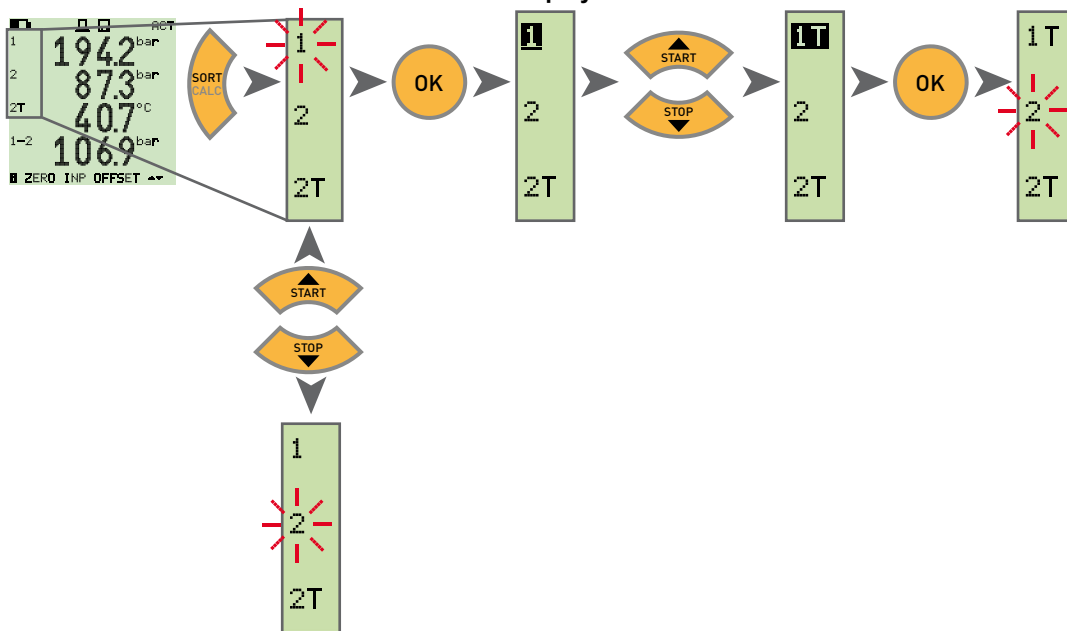 ACT
1 194.2 bar
2 87.3 bar
2T 40.7 °C
1-2 106.9 bar
ZERO INP OFFSET
SORT
CALC
1
2
2T
OK
1
2
2T
START
STOP
1T
2
2T
OK
1T
2
2T
START
STOP
1
2
2T